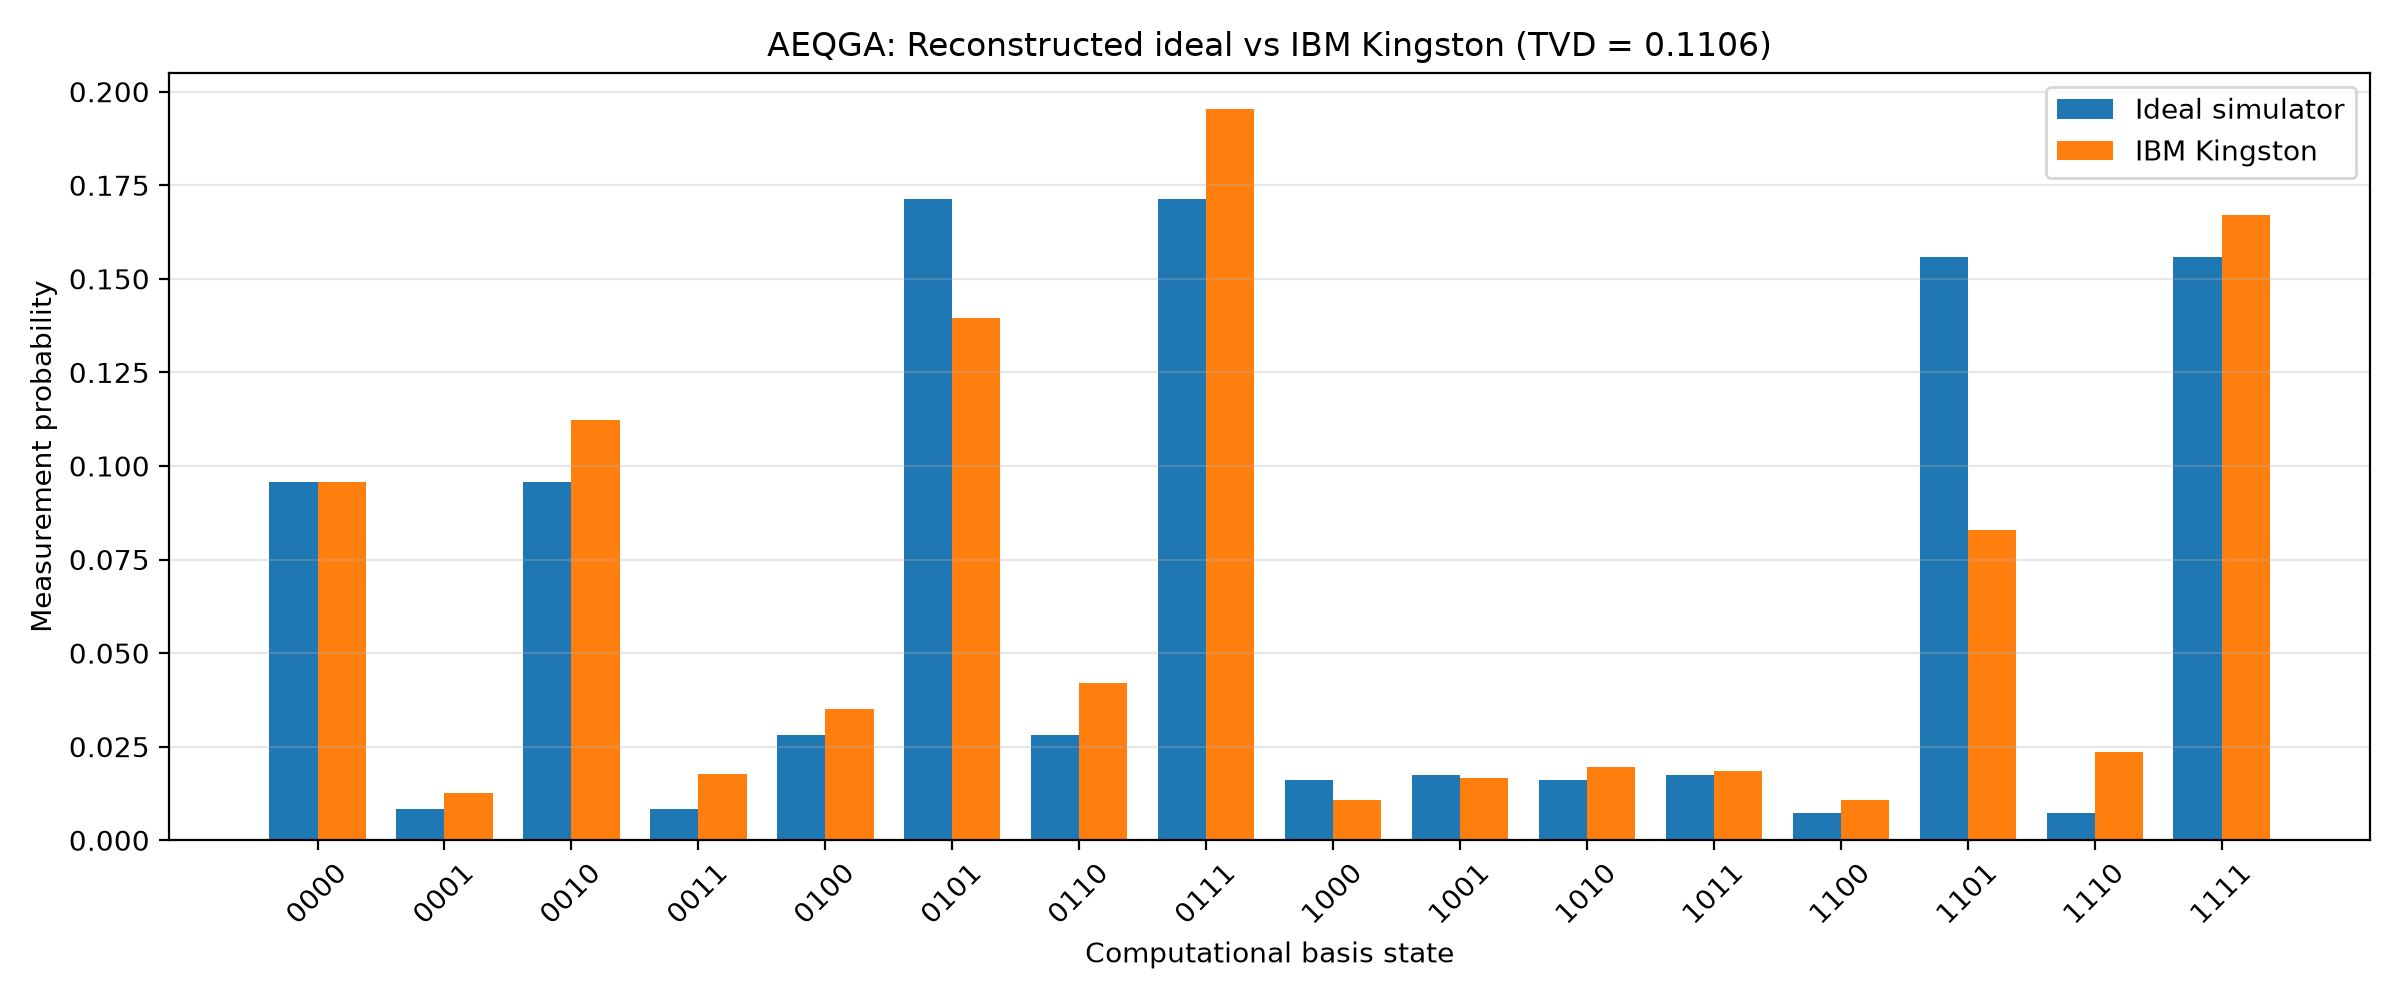 AEQGA: Reconstructed ideal vs IBM Kingston (TVD = 0.1106)
Ideal simulator
IBM Kingston
Measurement probability
0.200
0.175
0.150
0.125
0.100
0.075
0.050
0.025
0.000
0000 0001 0010 0011 0100 0101 0110 0111 1000 1001 1010 1011 1100 1101 1110 1111
Computational basis state